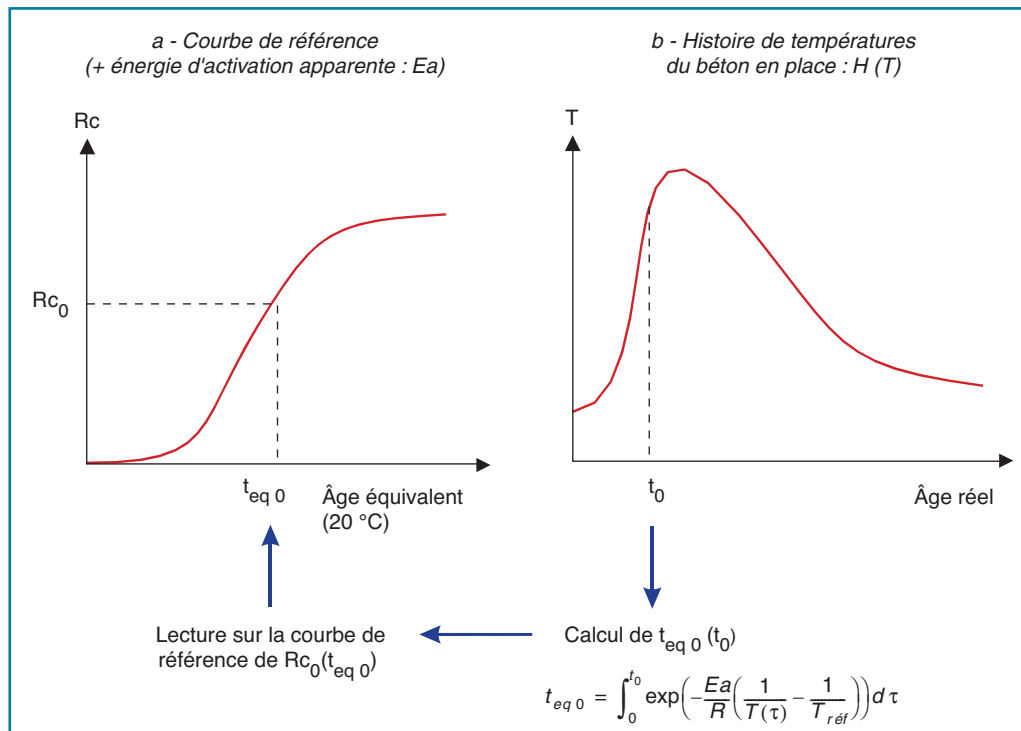 a - Courbe de référence
(+ énergie d'activation apparente : Ea)
b - Histoire de températures
du béton en place : H (T)
Rc
Rc0
teq 0
Âge équivalent
(20 °C)
T
t0
Âge réel
Lecture sur la courbe de
référence de Rc0(teq 0)
Calcul de teq 0 (t0)
teq 0 = ∫0^t0 exp(-Ea/R (1/T(τ) - 1/Tréf)) d τ